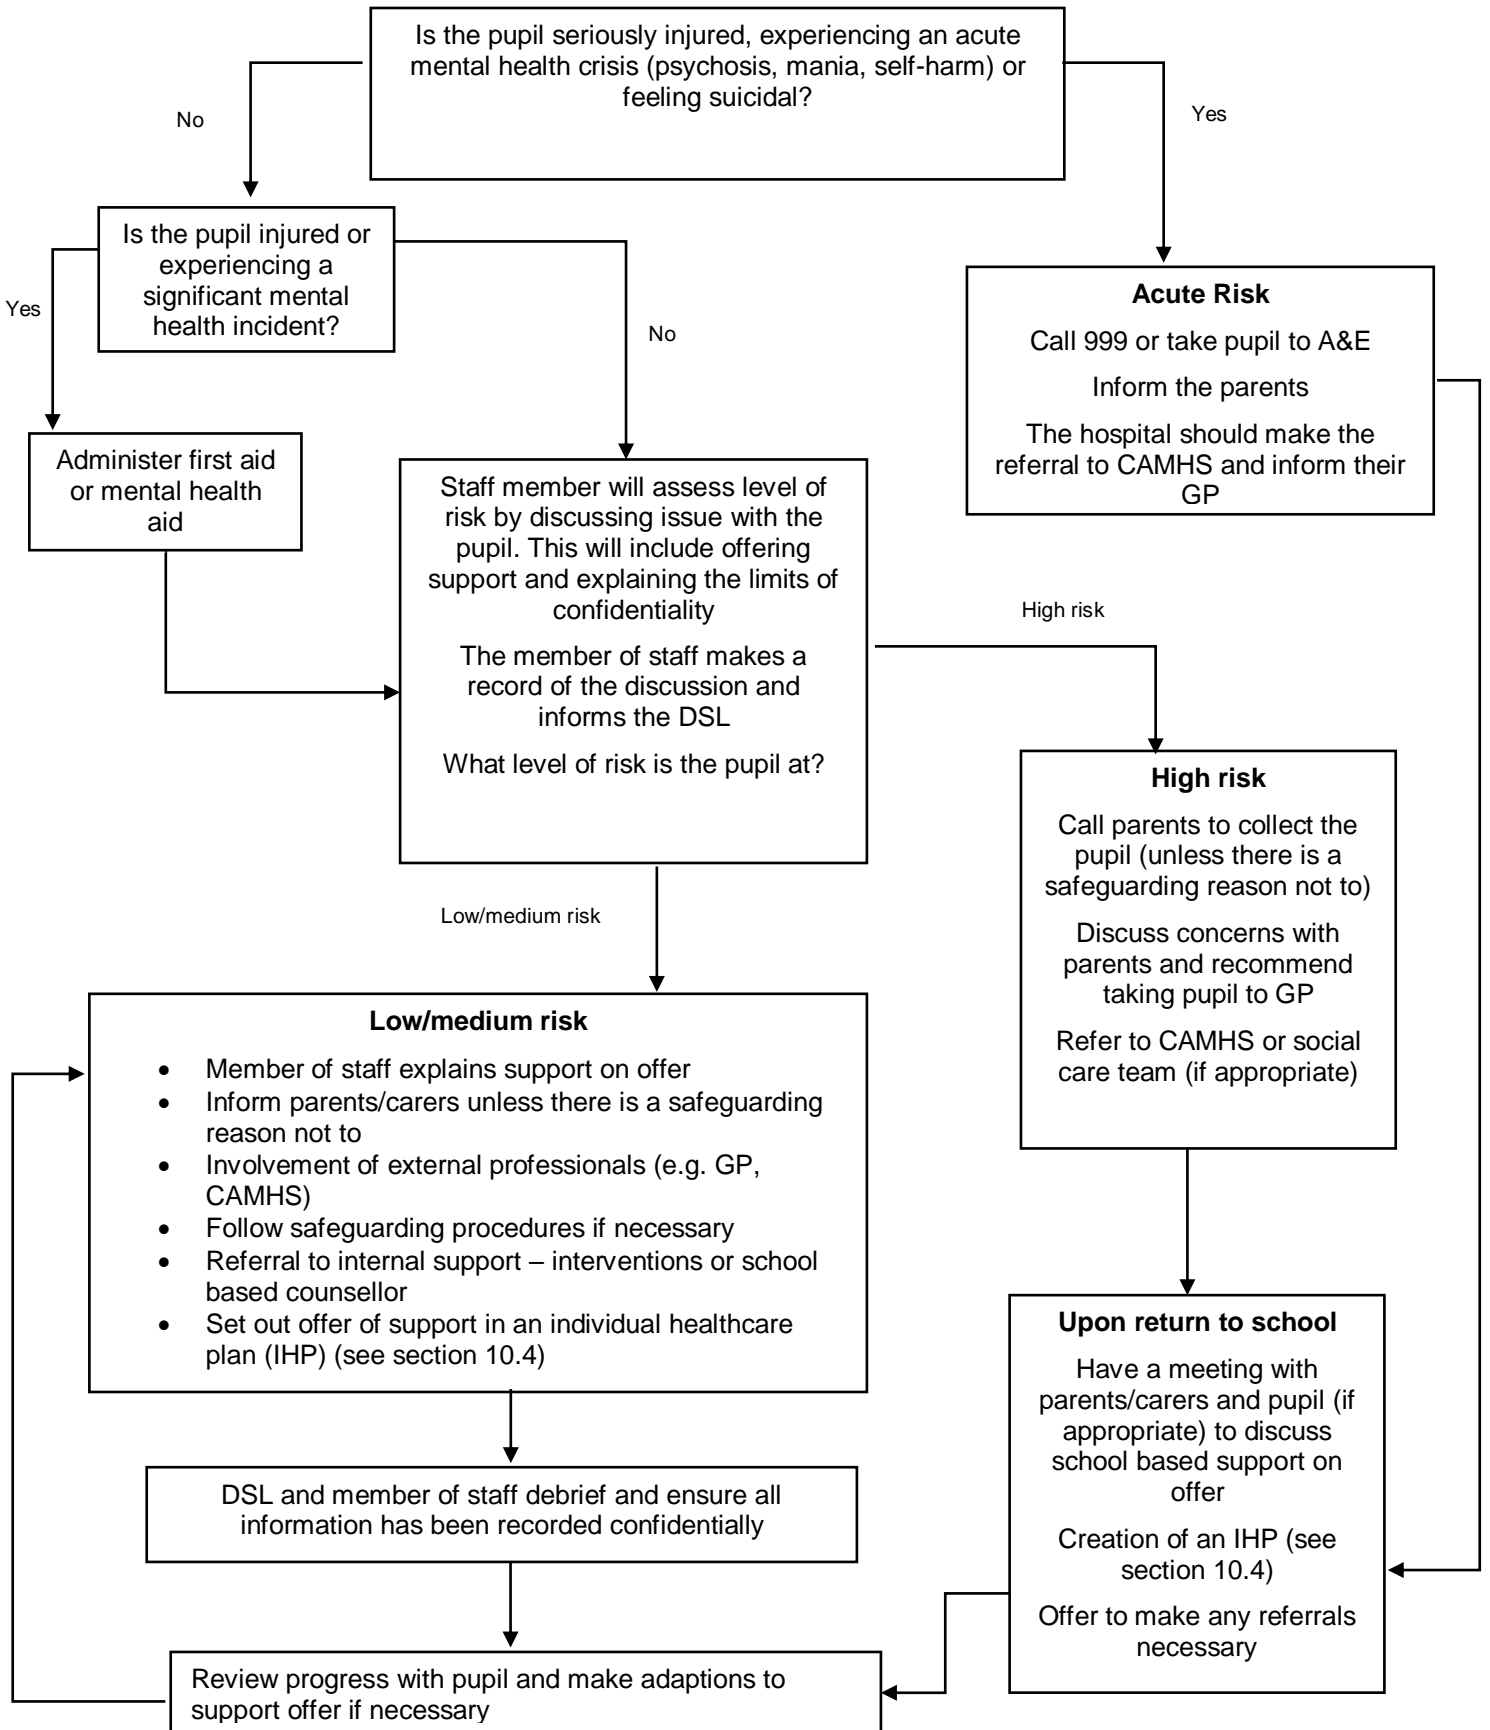 Is the pupil seriously injured, experiencing an acute
mental health crisis (psychosis, mania, self-harm) or
feeling suicidal?
No
Yes
Is the pupil injured or
experiencing a
significant mental
health incident?
Yes
No
Acute Risk
Call 999 or take pupil to A&E
Inform the parents
The hospital should make the
referral to CAMHS and inform their
GP
Administer first aid
or mental health
aid
Staff member will assess level of
risk by discussing issue with the
pupil. This will include offering
support and explaining the limits of
confidentiality
The member of staff makes a
record of the discussion and
informs the DSL
What level of risk is the pupil at?
High risk
High risk
Call parents to collect the
pupil (unless there is a
safeguarding reason not to)
Discuss concerns with
parents and recommend
taking pupil to GP
Refer to CAMHS or social
care team (if appropriate)
Low/medium risk
Low/medium risk
• Member of staff explains support on offer
• Inform parents/carers unless there is a safeguarding
reason not to
• Involvement of external professionals (e.g. GP,
CAMHS)
• Follow safeguarding procedures if necessary
• Referral to internal support – interventions or school
based counsellor
• Set out offer of support in an individual healthcare
plan (IHP) (see section 10.4)
Upon return to school
Have a meeting with
parents/carers and pupil (if
appropriate) to discuss
school based support on
offer
Creation of an IHP (see
section 10.4)
Offer to make any referrals
necessary
DSL and member of staff debrief and ensure all
information has been recorded confidentially
Review progress with pupil and make adaptions to
support offer if necessary